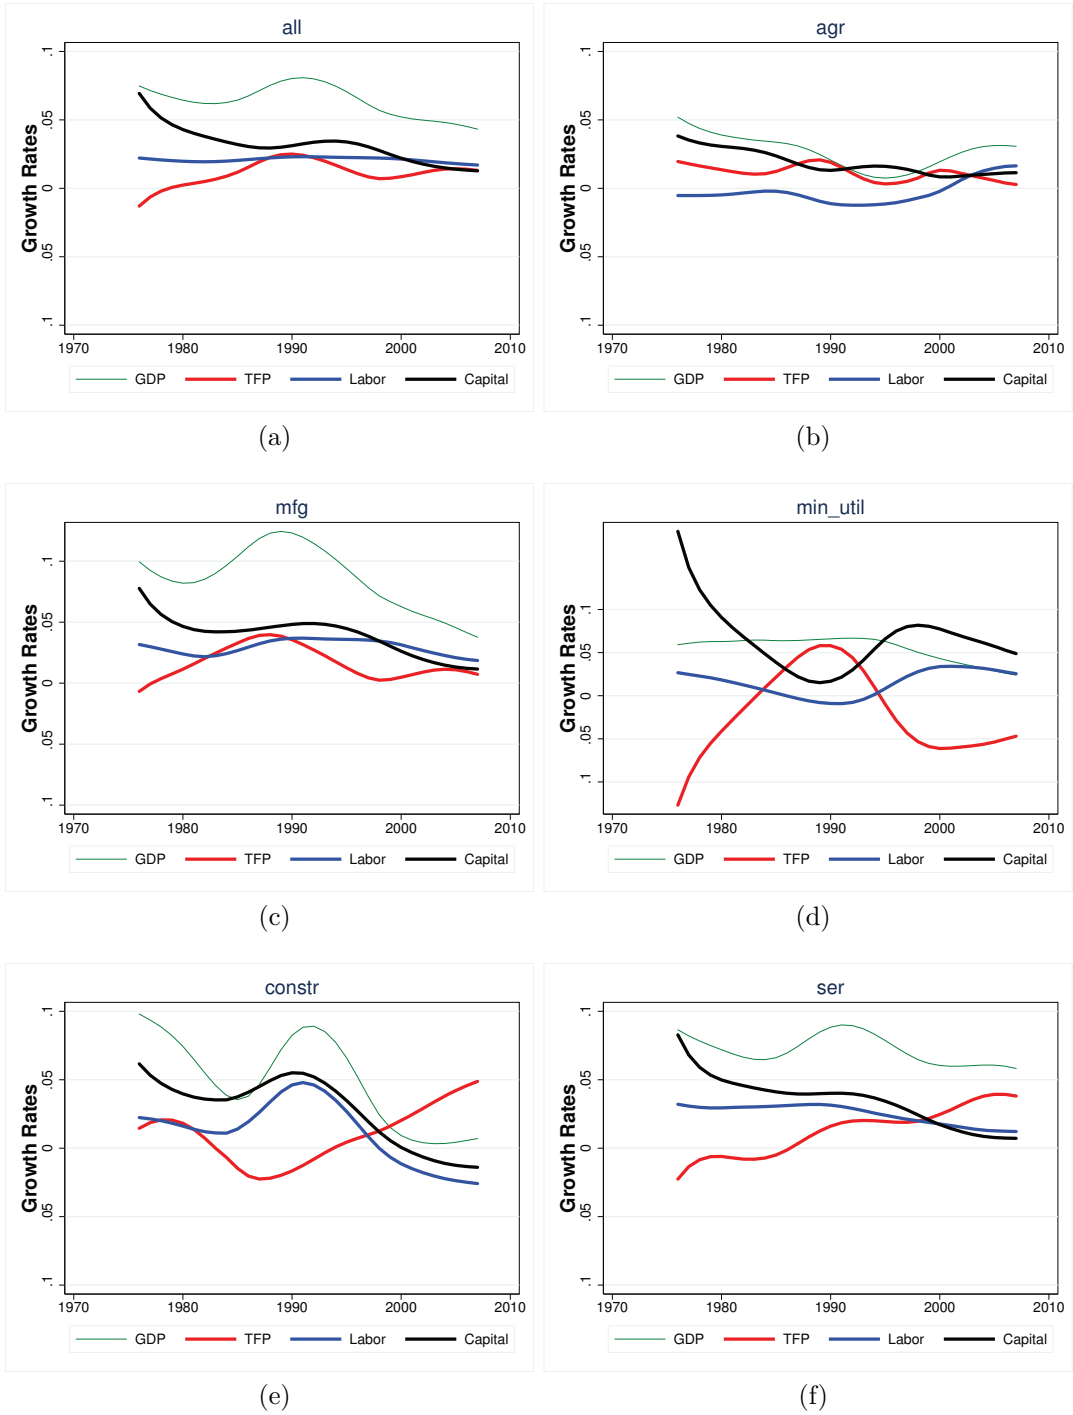 all
Growth Rates
.1
.05
0
.05
.1
1970 1980 1990 2000 2010
GDP TFP Labor Capital
(a)
agr
Growth Rates
.1
.05
0
.05
.1
1970 1980 1990 2000 2010
GDP TFP Labor Capital
(b)
mfg
Growth Rates
.1
.05
0
.05
.1
1970 1980 1990 2000 2010
GDP TFP Labor Capital
(c)
min_util
Growth Rates
.1
.05
0
.05
.1
1970 1980 1990 2000 2010
GDP TFP Labor Capital
(d)
constr
Growth Rates
.1
.05
0
.05
.1
1970 1980 1990 2000 2010
GDP TFP Labor Capital
(e)
ser
Growth Rates
.1
.05
0
.05
.1
1970 1980 1990 2000 2010
GDP TFP Labor Capital
(f)